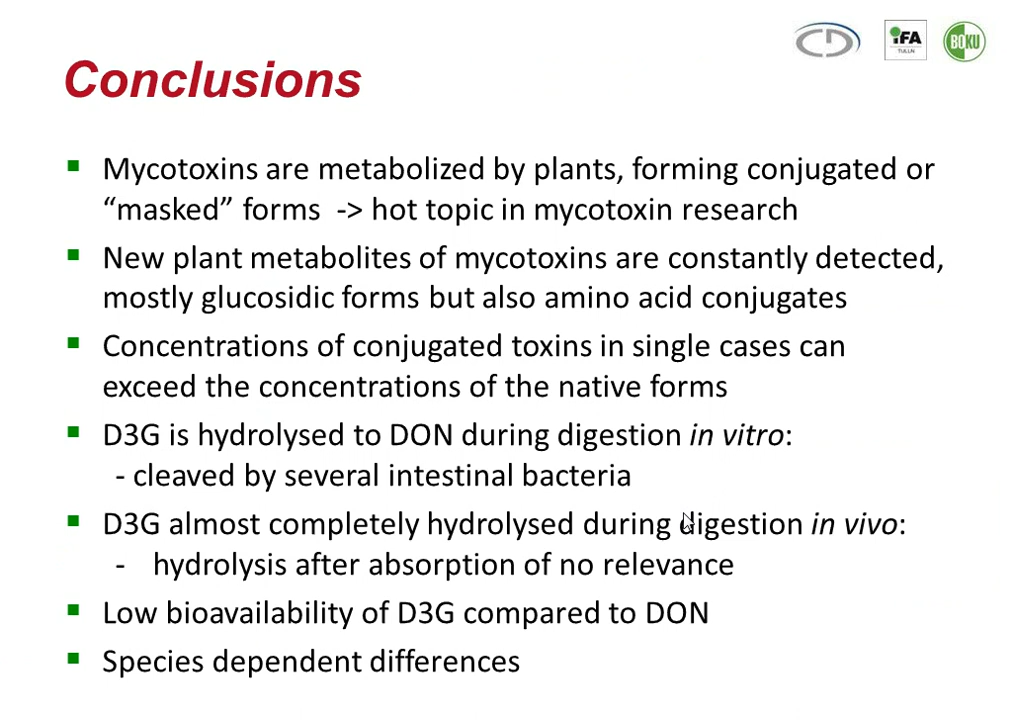 CD
iFA
TULLN
BOKU
Conclusions
▪ Mycotoxins are metabolized by plants, forming conjugated or
“masked” forms -> hot topic in mycotoxin research
▪ New plant metabolites of mycotoxins are constantly detected,
mostly glucosidic forms but also amino acid conjugates
▪ Concentrations of conjugated toxins in single cases can
exceed the concentrations of the native forms
▪ D3G is hydrolysed to DON during digestion in vitro:
- cleaved by several intestinal bacteria
▪ D3G almost completely hydrolysed during digestion in vivo:
- hydrolysis after absorption of no relevance
▪ Low bioavailability of D3G compared to DON
▪ Species dependent differences